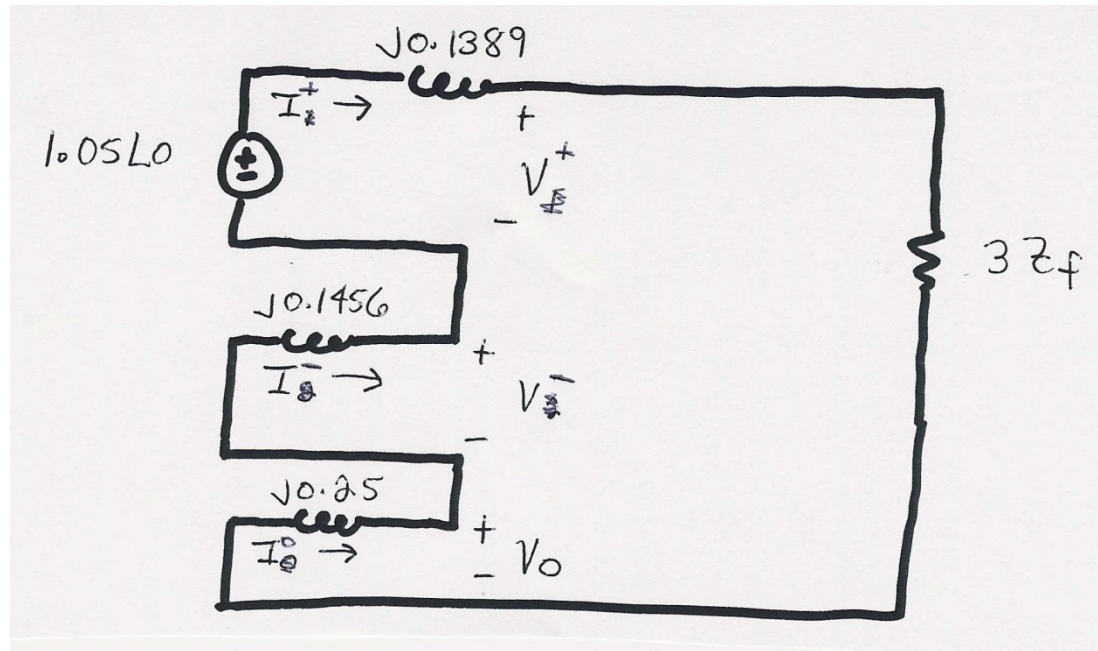 J0.1389
I⁺ →
+
1.05∠0
+
-
V⁺
-
3Zf
J0.1456
I⁻ →
+
V⁻
-
J0.25
I⁰ →
+
V0
-